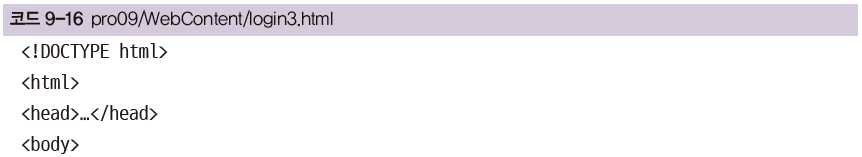 코드 9-16 pro09/WebContent/login3.html
<!DOCTYPE html>
<html>
<head>…</head>
<body>